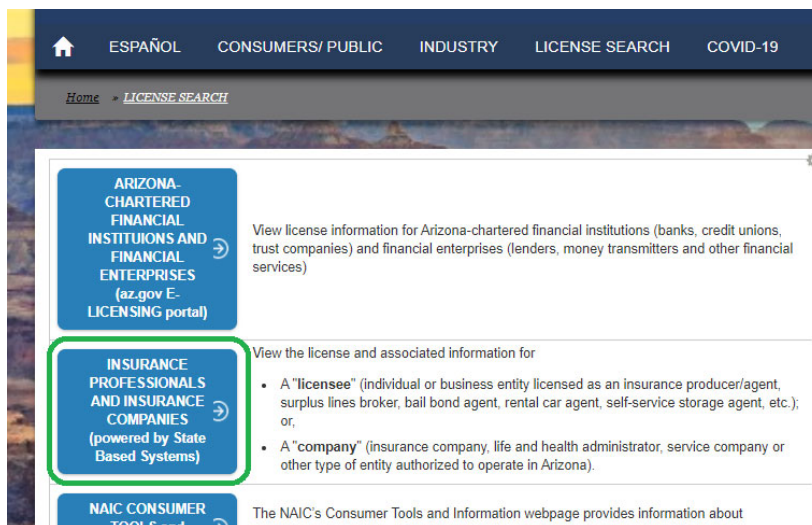 ESPAÑOL CONSUMERS/ PUBLIC INDUSTRY LICENSE SEARCH COVID-19
Home » LICENSE SEARCH
ARIZONA-
CHARTERED
FINANCIAL
INSTITUIONS AND
FINANCIAL
ENTERPRISES
(az.gov E-
LICENSING portal)
View license information for Arizona-chartered financial institutions (banks, credit unions,
trust companies) and financial enterprises (lenders, money transmitters and other financial
services)
INSURANCE
PROFESSIONALS
AND INSURANCE
COMPANIES
(powered by State
Based Systems)
View the license and associated information for
• A "licensee" (individual or business entity licensed as an insurance producer/agent,
surplus lines broker, bail bond agent, rental car agent, self-service storage agent, etc.);
or,
• A "company" (insurance company, life and health administrator, service company or
other type of entity authorized to operate in Arizona).
NAIC CONSUMER
TOOLS and
The NAIC's Consumer Tools and Information webpage provides information about